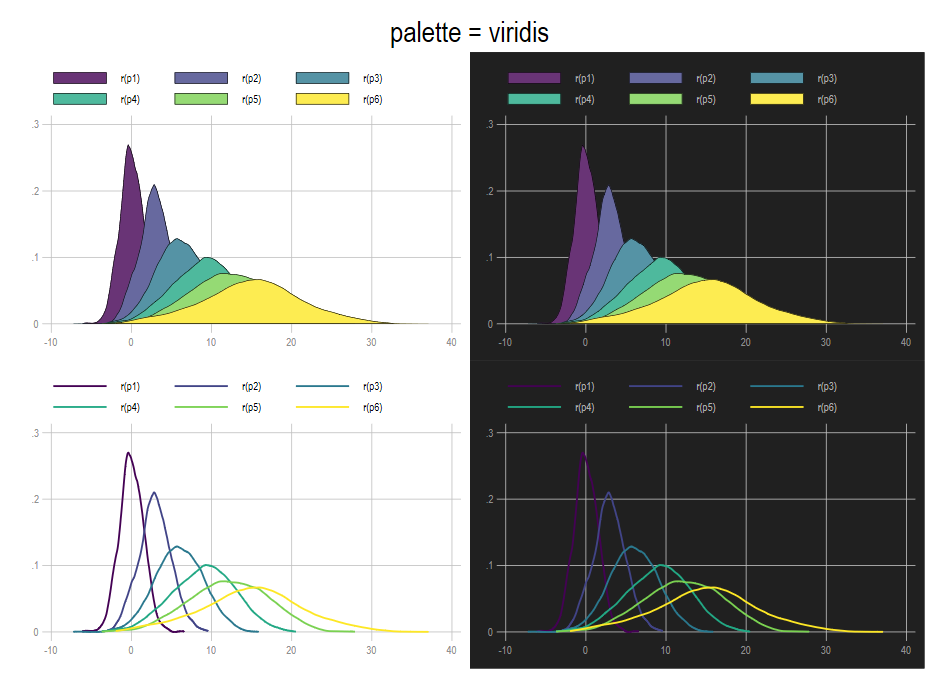 palette = viridis
r(p1) r(p2) r(p3)
r(p4) r(p5) r(p6)
.3
.2
.1
0
-10 0 10 20 30 40
r(p1) r(p2) r(p3)
r(p4) r(p5) r(p6)
.3
.2
.1
0
-10 0 10 20 30 40
r(p1) r(p2) r(p3)
r(p4) r(p5) r(p6)
.3
.2
.1
0
-10 0 10 20 30 40
r(p1) r(p2) r(p3)
r(p4) r(p5) r(p6)
.3
.2
.1
0
-10 0 10 20 30 40